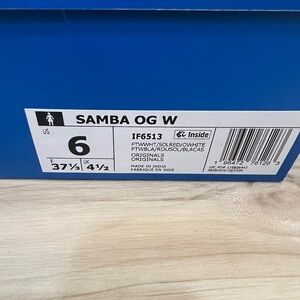 SAMBA OG W
US
6
F
37⅓
UK
4½
IF6513
Inside
FTWWHT/SOLRED/OWHITE
FTWBLA/ROUSOL/BLACAS
ORIGINALS
ORIGINALS
MADE IN INDIA
FABRIQUÉ EN INDE